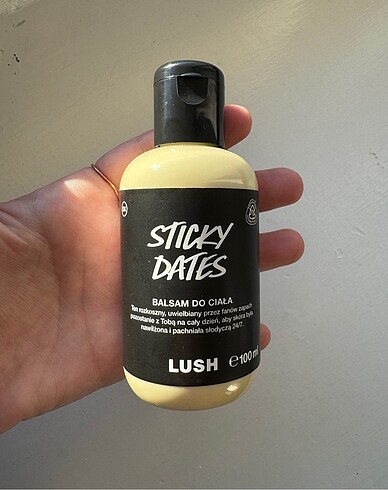 STICKY
DATES
BALSAM DO CIAŁA
Ten rozkoszny, uwielbiany przez fanów zapach
pozostanie z Tobą na cały dzień, aby skóra była
nawilżona i pachniała słodyczą 24/7.
LUSH ℮100 ml